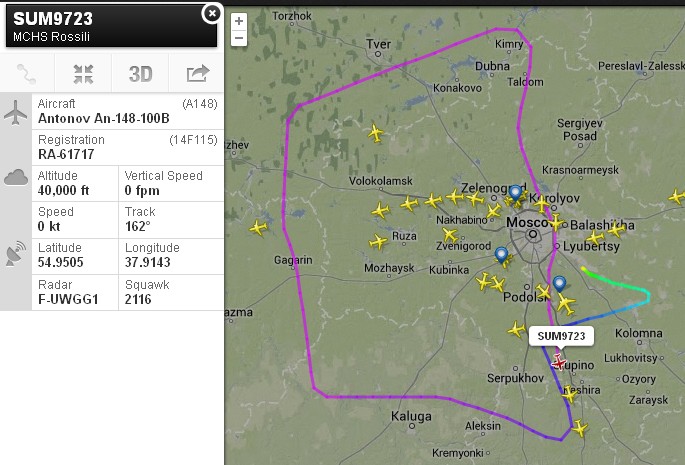 SUM9723
MCHS Rossili
3D
Aircraft (A148)
Antonov An-148-100B
Registration (14F115)
RA-61717
Altitude Vertical Speed
40,000 ft 0 fpm
Speed Track
0 kt 162°
Latitude Longitude
54.9505 37.9143
Radar Squawk
F-UWGG1 2116
+
-
Torzhok
Tver
Kimry
Dubna
Pereslavl-Zalessk
Taldom
Konakovo
Sergiyev
Posad
zhev
Krasnoarmeysk
Volokolamsk
Zelenograd
Korolyov
Nakhabino
Moscow
Balashikha
Ruza
Zvenigorod
Lyubertsy
Gagarin
Mozhaysk
Kubinka
Podolsk
azma
SUM9723
Kolomna
Lukhovitsy
Stupino
Serpukhov
Ozyory
Kashira
Zaraysk
Kaluga
Aleksin
Kremyonki